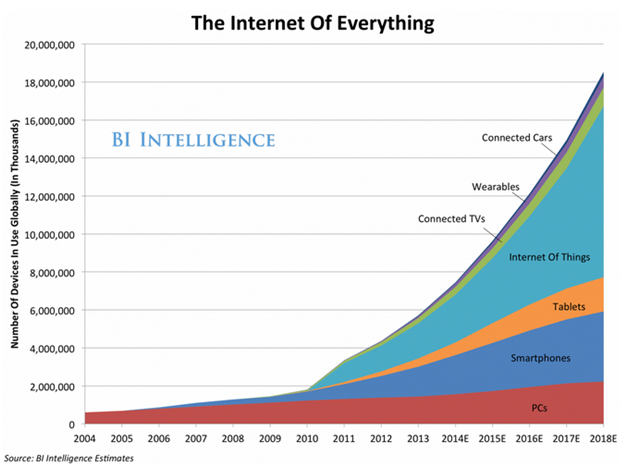 The Internet Of Everything
Number Of Devices In Use Globally (In Thousands)
20,000,000
18,000,000
16,000,000
14,000,000
12,000,000
10,000,000
8,000,000
6,000,000
4,000,000
2,000,000
0
BI INTELLIGENCE
Connected Cars
Wearables
Connected TVs
Internet Of Things
Tablets
Smartphones
PCs
2004 2005 2006 2007 2008 2009 2010 2011 2012 2013 2014E 2015E 2016E 2017E 2018E
Source: BI Intelligence Estimates